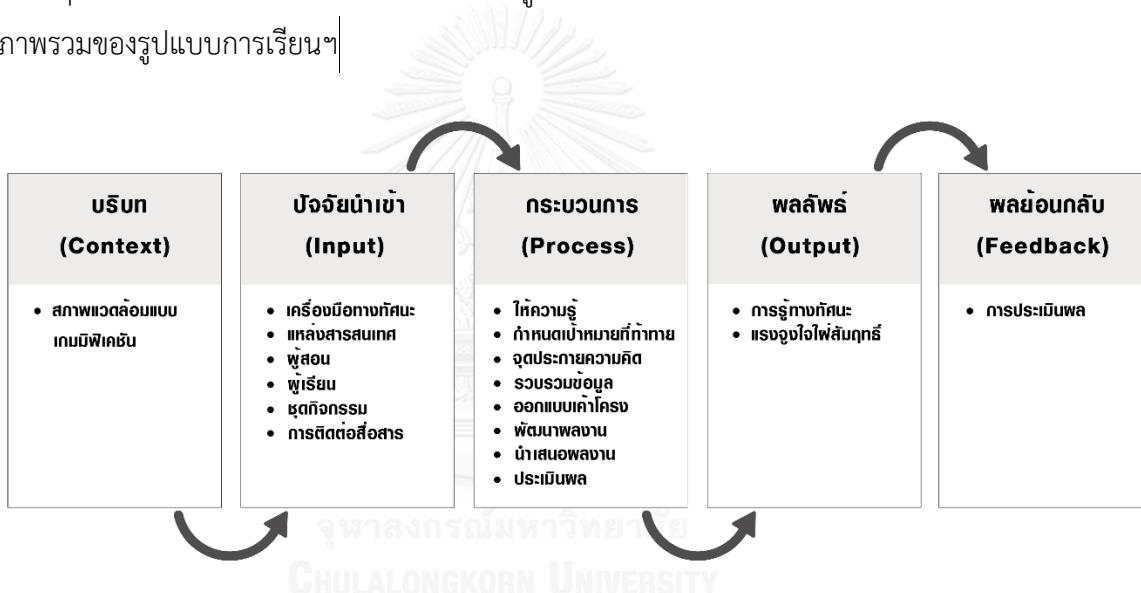 ภาพรวมของรูปแบบการเรียนฯ
บริบท
(Context)
• สภาพแวดล้อมแบบ
เกมมิฟิเคชัน
ปัจจัยนำเข้า
(Input)
• เครื่องมือทางทัศนะ
• แหล่งสารสนเทศ
• ผู้สอน
• ผู้เรียน
• ชุดกิจกรรม
• การติดต่อสื่อสาร
กระบวนการ
(Process)
• ให้ความรู้
• กำหนดเป้าหมายที่ท้าทาย
• จุดประกายความคิด
• รวบรวมข้อมูล
• ออกแบบเค้าโครง
• พัฒนาผลงาน
• นำเสนอผลงาน
• ประเมินผล
ผลลัพธ์
(Output)
• การรู้ทางทัศนะ
• แรงจูงใจใฝ่สัมฤทธิ์
ผลย้อนกลับ
(Feedback)
• การประเมินผล
จุฬาลงกรณ์มหาวิทยาลัย
CHULALONGKORN UNIVERSITY